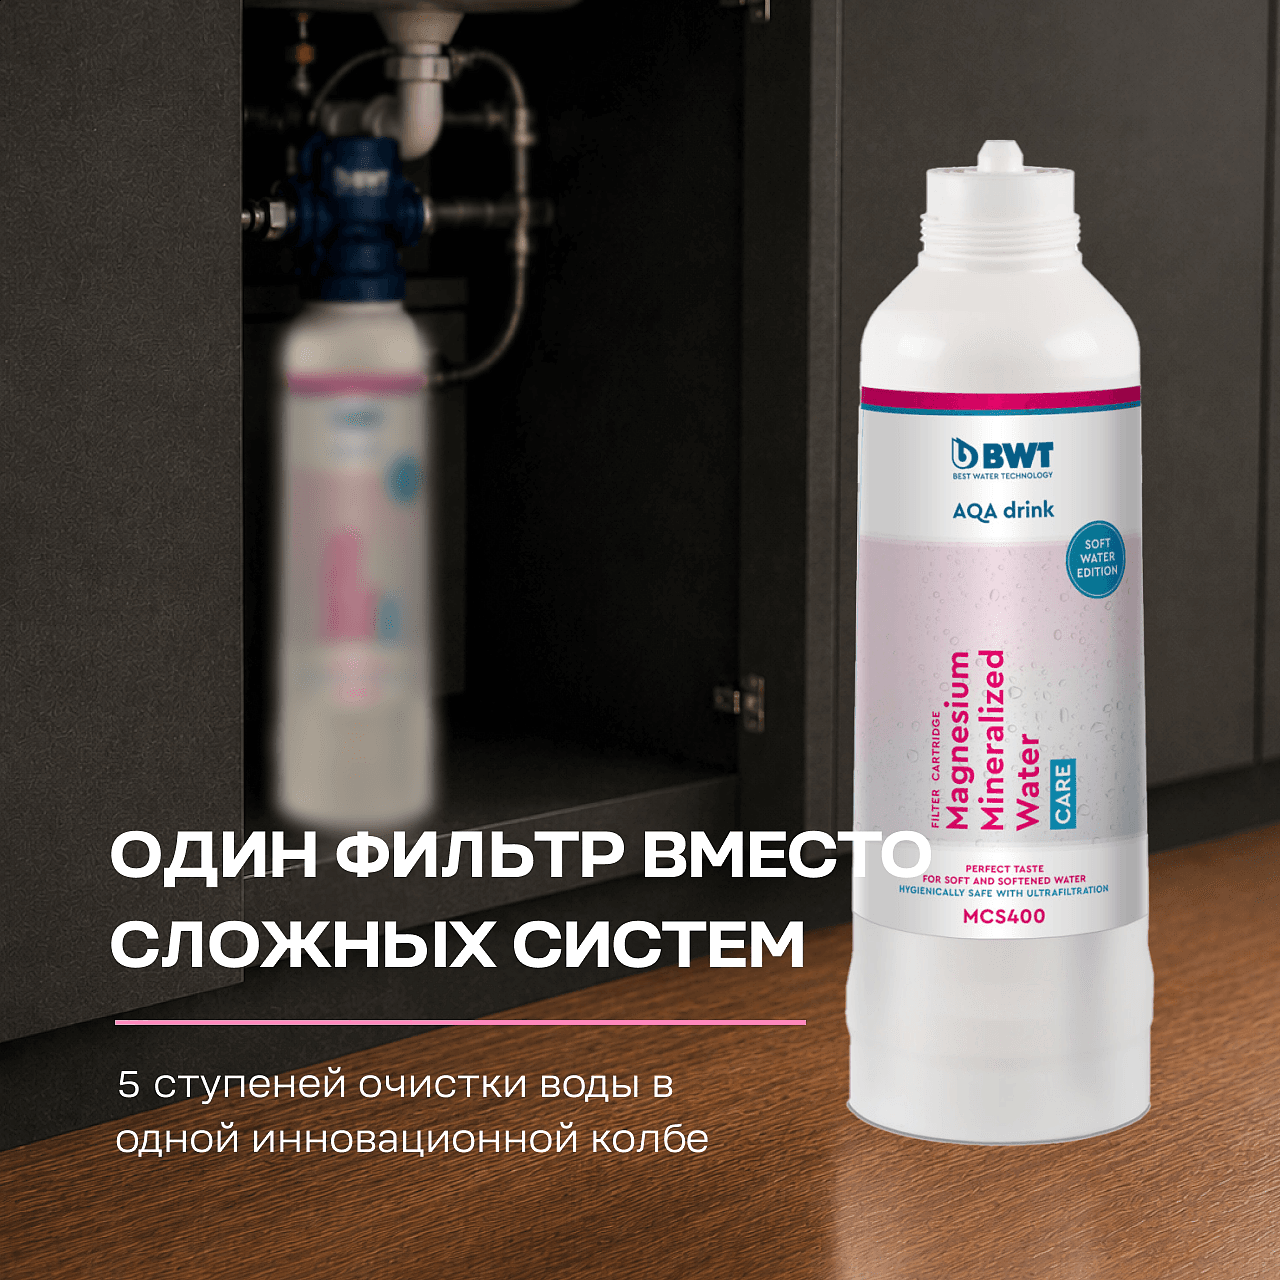 BWT
BWT
BEST WATER TECHNOLOGY
AQA drink
SOFT
WATER
EDITION
FILTER CARTRIDGE
Magnesium
Mineralized
Water
CARE
PERFECT TASTE
FOR SOFT AND SOFTENED WATER
HYGIENICALLY SAFE WITH ULTRAFILTRATION
MCS400
ОДИН ФИЛЬТР ВМЕСТО
СЛОЖНЫХ СИСТЕМ
5 ступеней очистки воды в
одной инновационной колбе